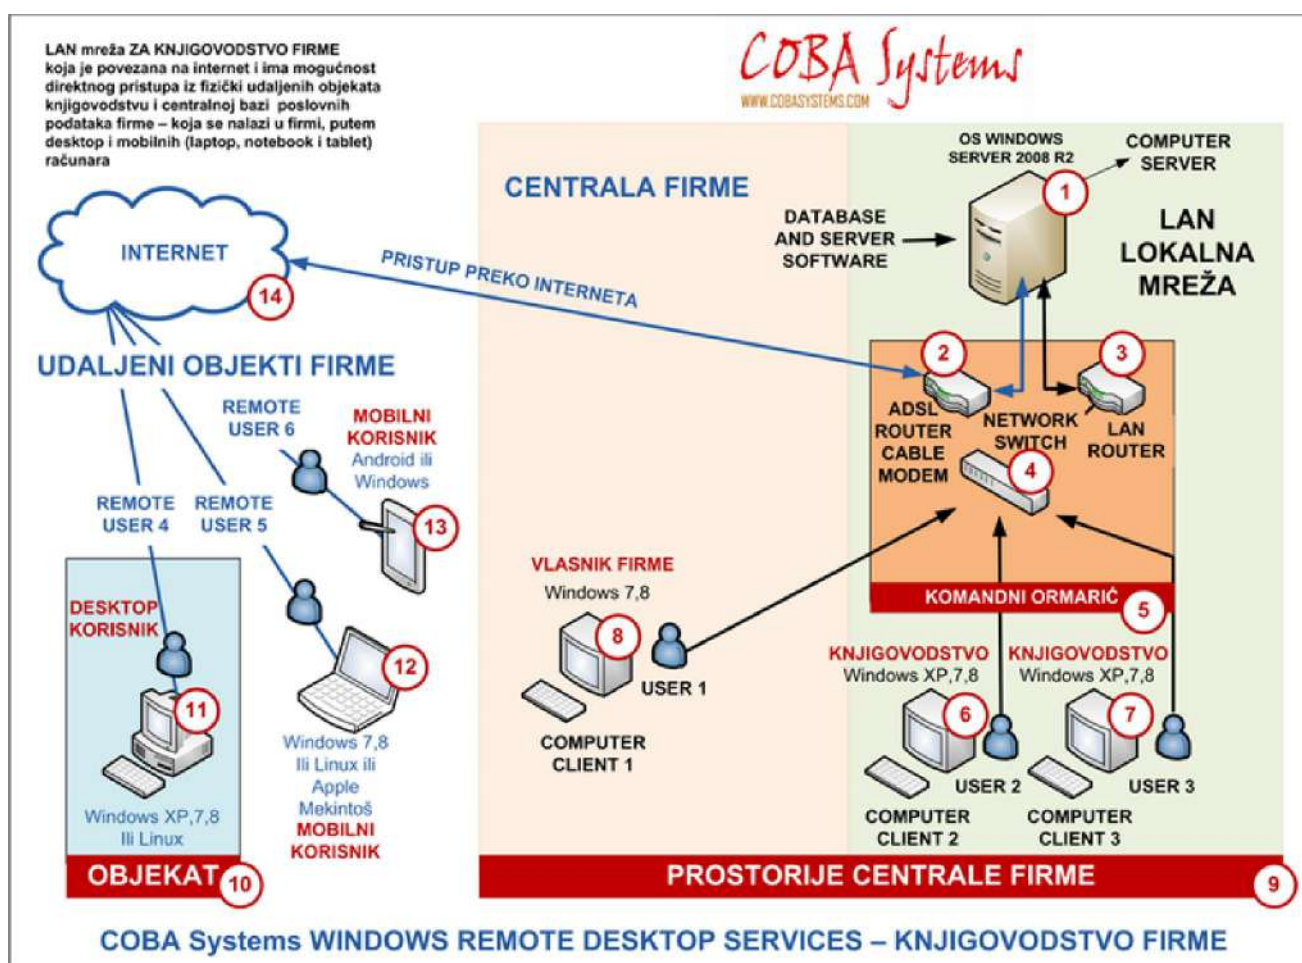 LAN mreža ZA KNJIGOVODSTVO FIRME
koja je povezana na internet i ima mogućnost
direktnog pristupa iz fizički udaljenih objekata
knjigovodstvu i centralnoj bazi poslovnih
podataka firme – koja se nalazi u firmi, putem
desktop i mobilnih (laptop, notebook i tablet)
računara
COBA Systems
WWW.COBASYSTEMS.COM
CENTRALA FIRME
OS WINDOWS
SERVER 2008 R2
COMPUTER
SERVER
1
DATABASE
AND SERVER
SOFTWARE
LAN
LOKALNA
MREŽA
INTERNET
14
PRISTUP PREKO INTERNETA
UDALJENI OBJEKTI FIRME
2
3
ADSL
ROUTER
CABLE
MODEM
NETWORK
SWITCH
LAN
ROUTER
4
REMOTE
USER 6
MOBILNI
KORISNIK
Android ili
Windows
13
REMOTE
USER 4
REMOTE
USER 5
VLASNIK FIRME
Windows 7,8
8
USER 1
COMPUTER
CLIENT 1
KOMANDNI ORMARIĆ
5
DESKTOP
KORISNIK
11
Windows XP,7,8
Ili Linux
12
Windows 7,8
Ili Linux ili
Apple
Mekintoš
MOBILNI
KORISNIK
KNJIGOVODSTVO
Windows XP,7,8
6
USER 2
COMPUTER
CLIENT 2
KNJIGOVODSTVO
Windows XP,7,8
7
USER 3
COMPUTER
CLIENT 3
OBJEKAT
10
PROSTORIJE CENTRALE FIRME
9
COBA Systems WINDOWS REMOTE DESKTOP SERVICES – KNJIGOVODSTVO FIRME